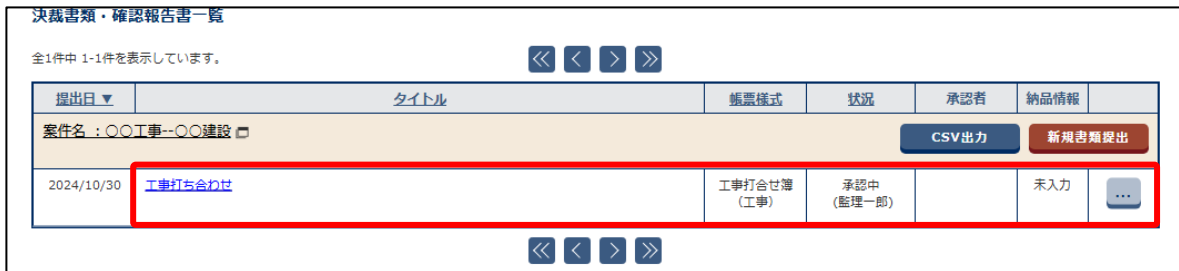 決裁書類・確認報告書一覧
全1件中 1-1件を表示しています。
提出日▼ タイトル 帳票様式 状況 承認者 納品情報
案件名 ：〇〇工事--〇〇建設 CSV出力 新規書類提出
2024/10/30 工事打ち合わせ 工事打合せ簿 承認中 未入力 ...
(工事) (監理一郎)